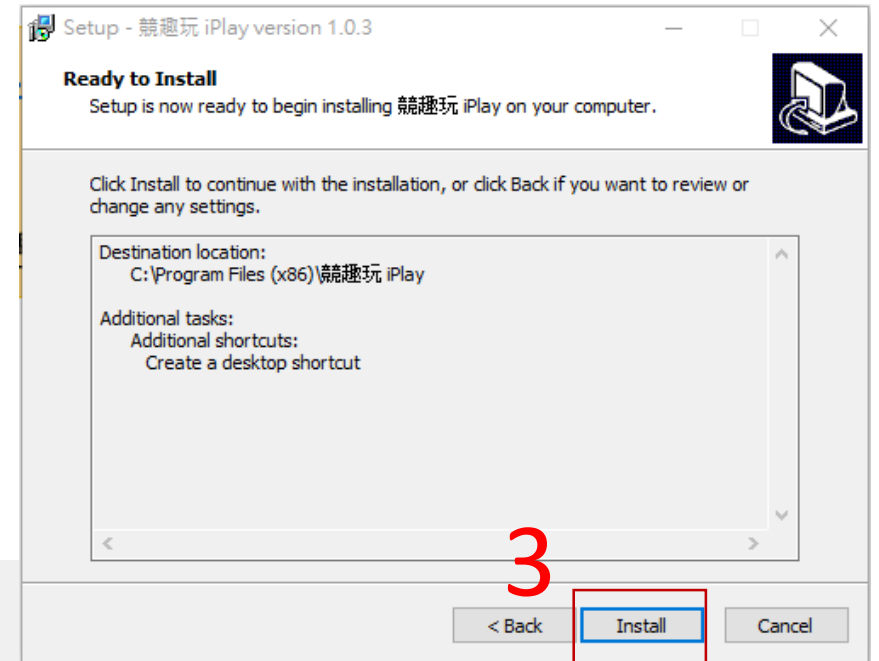 Setup - 競趣玩 iPlay version 1.0.3
Ready to Install
Setup is now ready to begin installing 競趣玩 iPlay on your computer.
Click Install to continue with the installation, or click Back if you want to review or
change any settings.
Destination location:
C:\Program Files (x86)\競趣玩 iPlay
Additional tasks:
Additional shortcuts:
Create a desktop shortcut
3
< Back
Install
Cancel